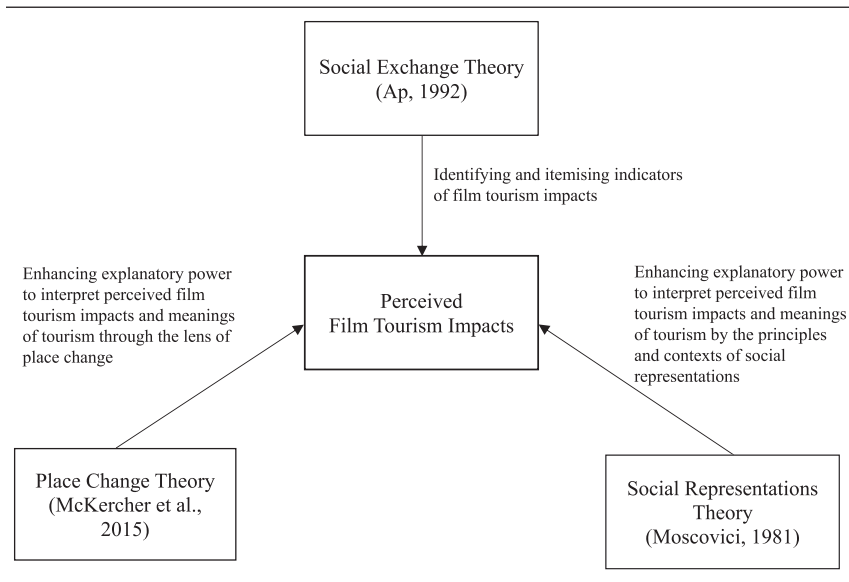 Social Exchange Theory
(Ap, 1992)
Identifying and itemising indicators
of film tourism impacts
Enhancing explanatory power
to interpret perceived film
tourism impacts and meanings
of tourism through the lens of
place change
Perceived
Film Tourism Impacts
Enhancing explanatory power
to interpret perceived film
tourism impacts and meanings
of tourism by the principles
and contexts of social
representations
Place Change Theory
(McKercher et al.,
2015)
Social Representations
Theory
(Moscovici, 1981)